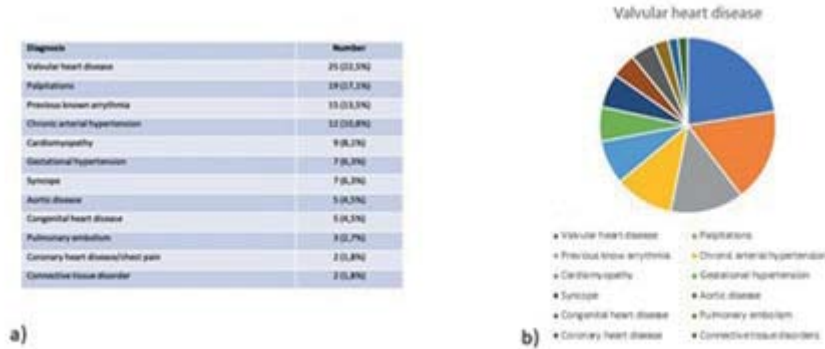 Diagnosis Number
Valvular heart disease 25 (22,5%)
Palpitations 19 (17,1%)
Previous known arrythmia 15 (13,5%)
Chronic arterial hypertension 12 (10,8%)
Cardiomyopathy 9 (8,1%)
Gestational hypertension 7 (6,3%)
Syncope 7 (6,3%)
Aortic disease 5 (4,5%)
Congenital heart disease 5 (4,5%)
Pulmonary embolism 3 (2,7%)
Coronary heart disease/chest pain 2 (1,8%)
Connective tissue disorder 2 (1,8%)
a)
Valvular heart disease
Valvular heart disease Palpitations
Previous know arrythmia Chronic arterial hypertension
Cardiomyopathy Gestational hypertension
Syncope Aortic disease
Congenital heart disease Pulmonary embolism
Coronary heart disease Connective tissue disorders
b)